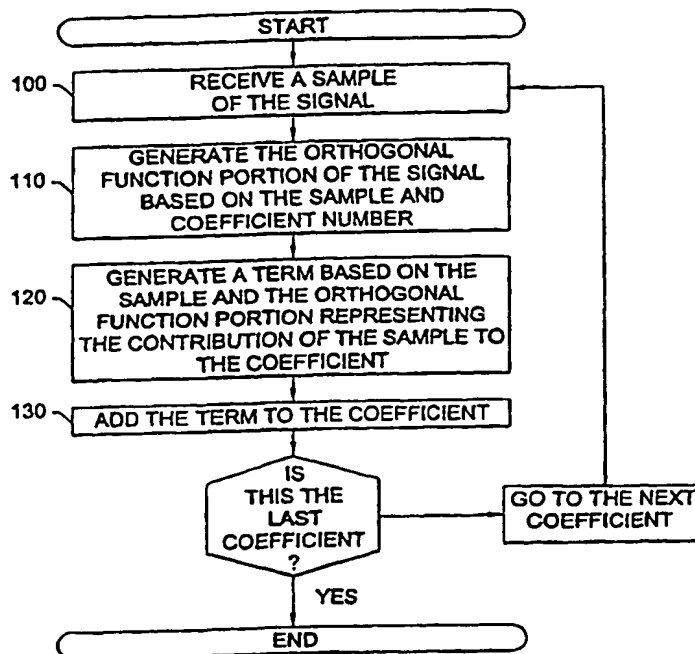 START
100
RECEIVE A SAMPLE
OF THE SIGNAL
110
GENERATE THE ORTHOGONAL
FUNCTION PORTION OF THE SIGNAL
BASED ON THE SAMPLE AND
COEFFICIENT NUMBER
120
GENERATE A TERM BASED ON THE
SAMPLE AND THE ORTHOGONAL
FUNCTION PORTION REPRESENTING
THE CONTRIBUTION OF THE SAMPLE TO
THE COEFFICIENT
130
ADD THE TERM TO THE COEFFICIENT
IS
THIS THE
LAST
COEFFICIENT
?
GO TO THE NEXT
COEFFICIENT
YES
END